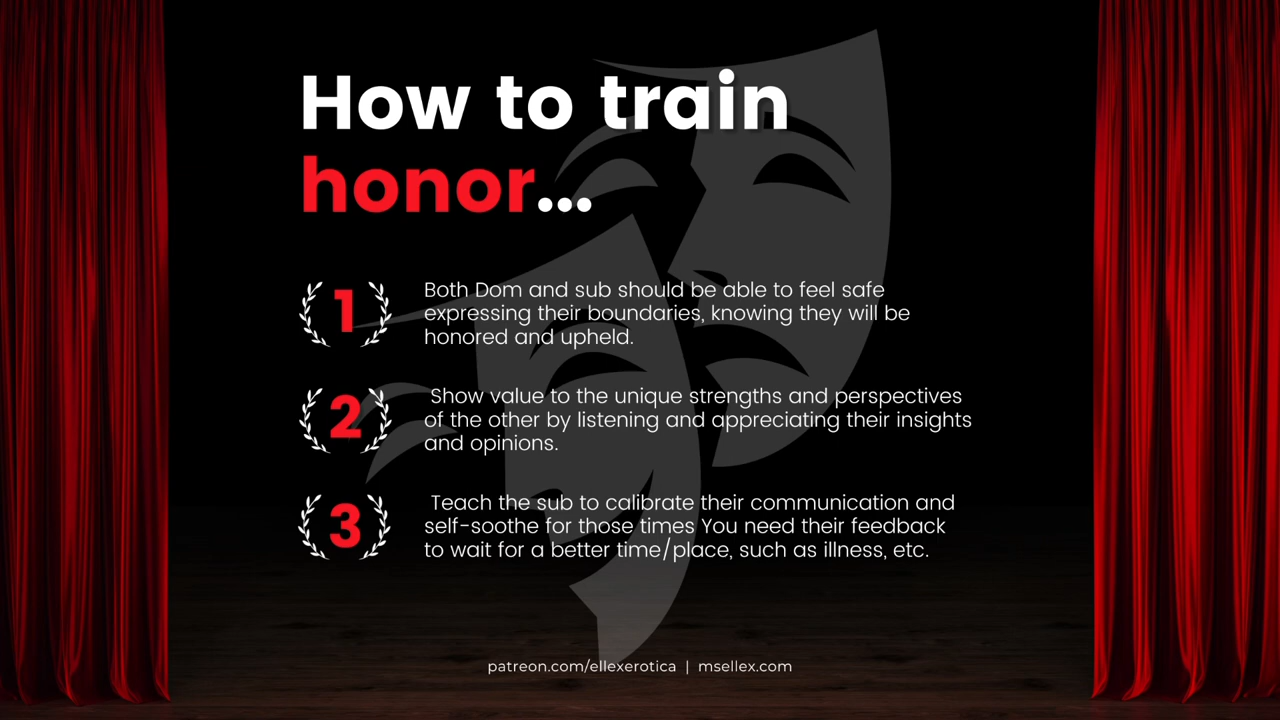 How to train
honor...
1
Both Dom and sub should be able to feel safe
expressing their boundaries, knowing they will be
honored and upheld.
2
Show value to the unique strengths and perspectives
of the other by listening and appreciating their insights
and opinions.
3
Teach the sub to calibrate their communication and
self-soothe for those times You need their feedback
to wait for a better time/place, such as illness, etc.
patreon.com/ellexerotica | msellex.com